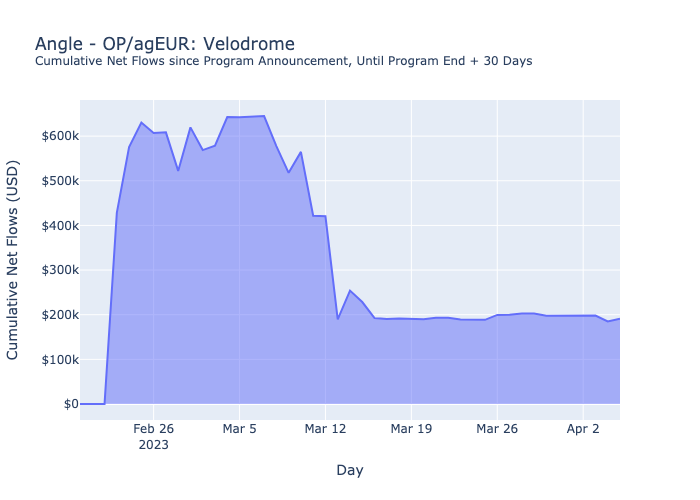 Angle - OP/agEUR: Velodrome
Cumulative Net Flows since Program Announcement, Until Program End + 30 Days
Cumulative Net Flows (USD)
$600k
$500k
$400k
$300k
$200k
$100k
$0
Feb 26
2023
Mar 5
Mar 12
Mar 19
Mar 26
Apr 2
Day